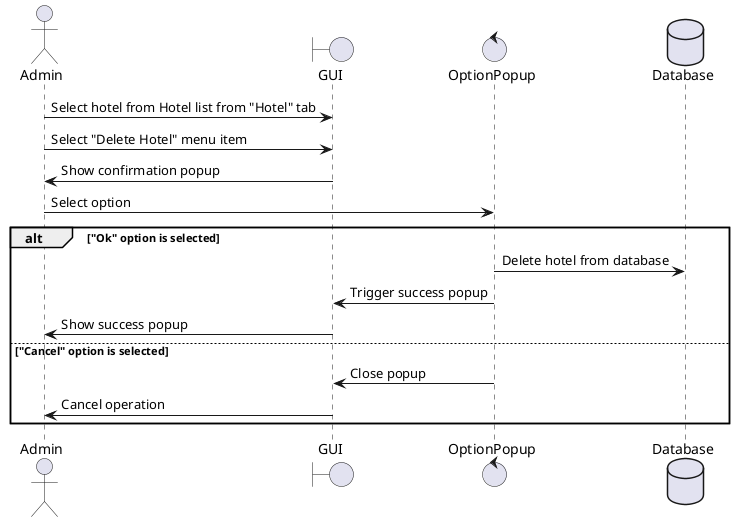 Admin
GUI
OptionPopup
Database
Select hotel from Hotel list from "Hotel" tab
Select "Delete Hotel" menu item
Show confirmation popup
Select option
alt ["Ok" option is selected]
Delete hotel from database
Trigger success popup
Show success popup
["Cancel" option is selected]
Close popup
Cancel operation
Admin
GUI
OptionPopup
Database